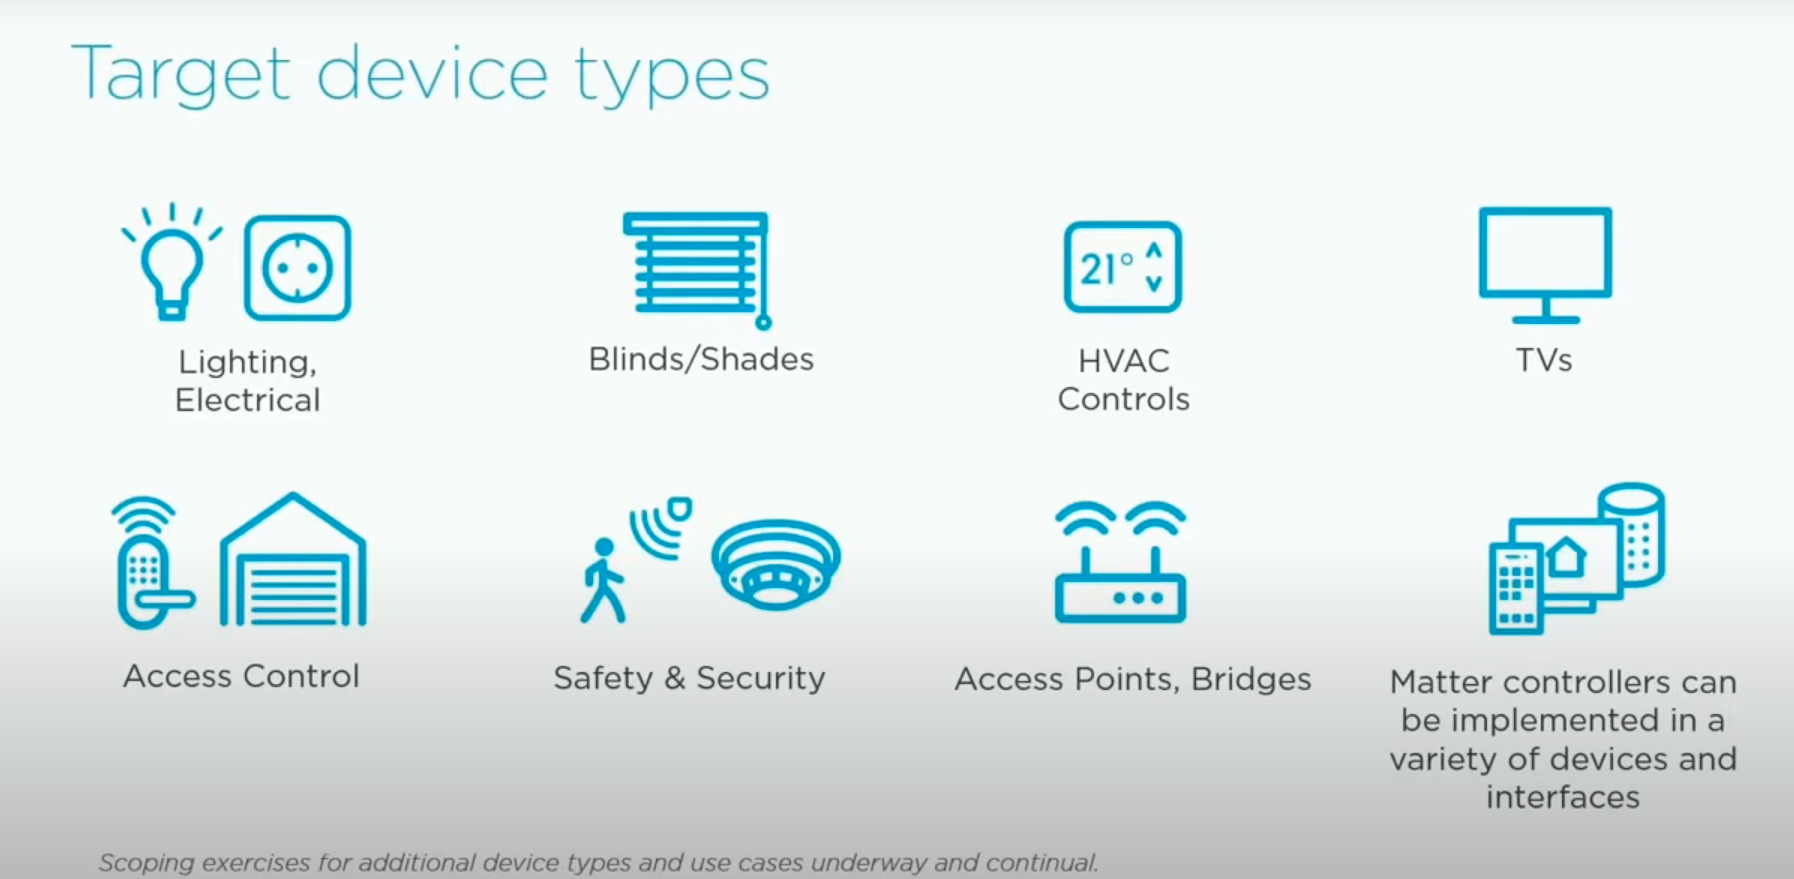 Target device types
Lighting,
Electrical
Blinds/Shades
21°
HVAC
Controls
TVs
Access Control
Safety & Security
Access Points, Bridges
Matter controllers can
be implemented in a
variety of devices and
interfaces
Scoping exercises for additional device types and use cases underway and continual.